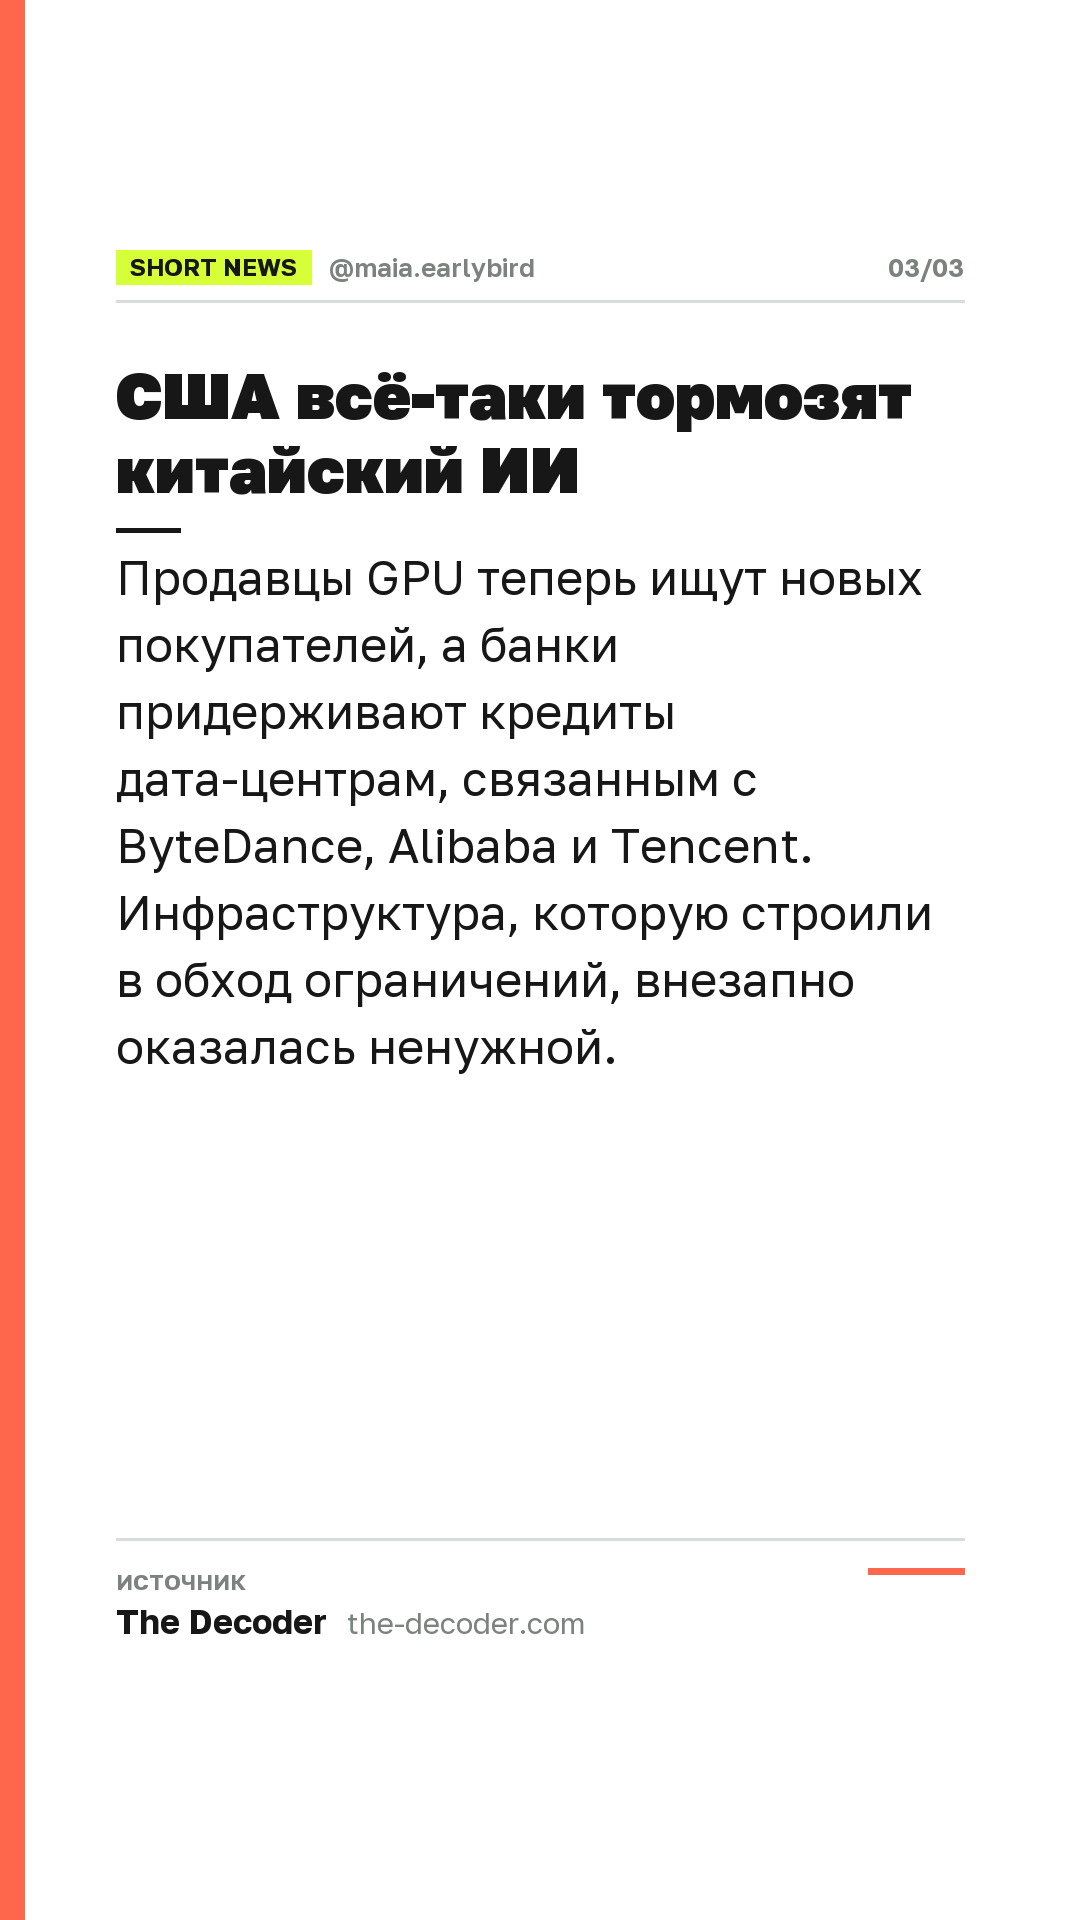 SHORT NEWS @maia.earlybird 03/03
США всё-таки тормозят
китайский ИИ
Продавцы GPU теперь ищут новых
покупателей, а банки
придерживают кредиты
дата-центрам, связанным с
ByteDance, Alibaba и Tencent.
Инфраструктура, которую строили
в обход ограничений, внезапно
оказалась ненужной.
источник
The Decoder the-decoder.com